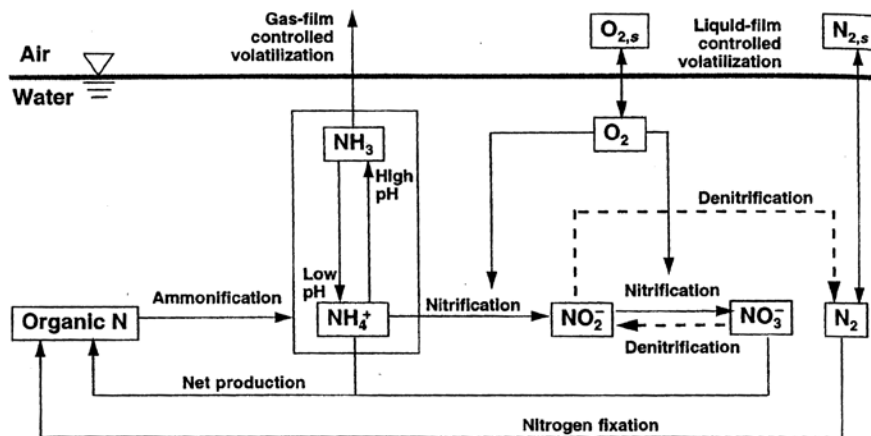 Gas-film
controlled
volatilization
O2,s
Liquid-film
controlled
volatilization
N2,s
Air
Water
O2
NH3
HIgh
pH
Denitrification
Low
pH
Ammonification
Nitrification
Nitrification
Organic N
NH4+
NO2−
NO3−
N2
Denitrification
Net production
NItrogen fixation